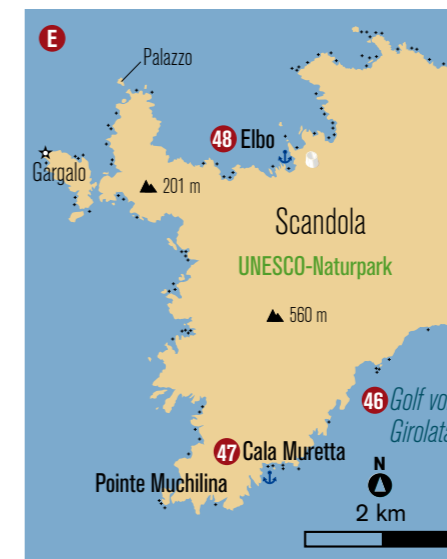 E
Palazzo
48 Elbo
Gargalo
201 m
Scandola
UNESCO-Naturpark
560 m
46 Golf vo
Girolata
47 Cala Muretta
Pointe Muchilina
N
2 km